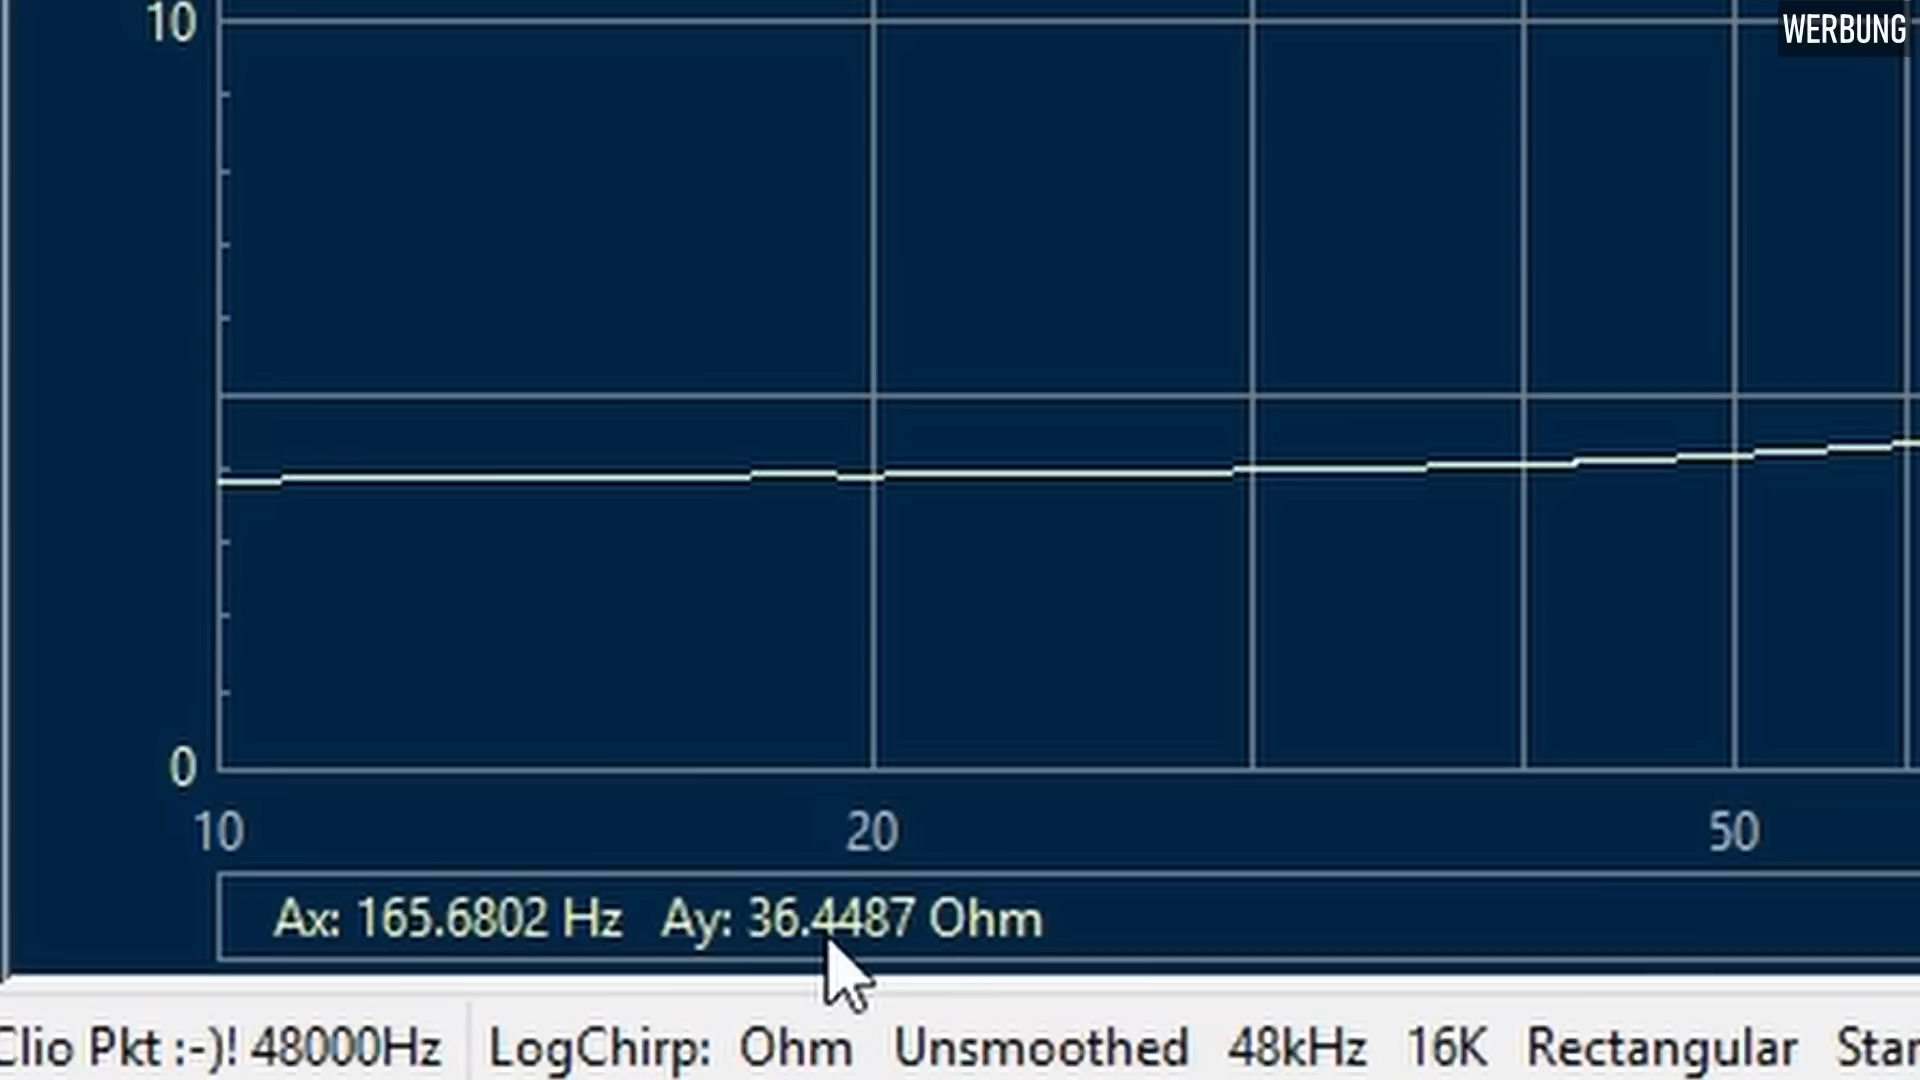 10
WERBUNG
0
10 20 50
Ax: 165.6802 Hz Ay: 36.4487 Ohm
Clio Pkt :-)! 48000Hz LogChirp: Ohm Unsmoothed 48kHz 16K Rectangular